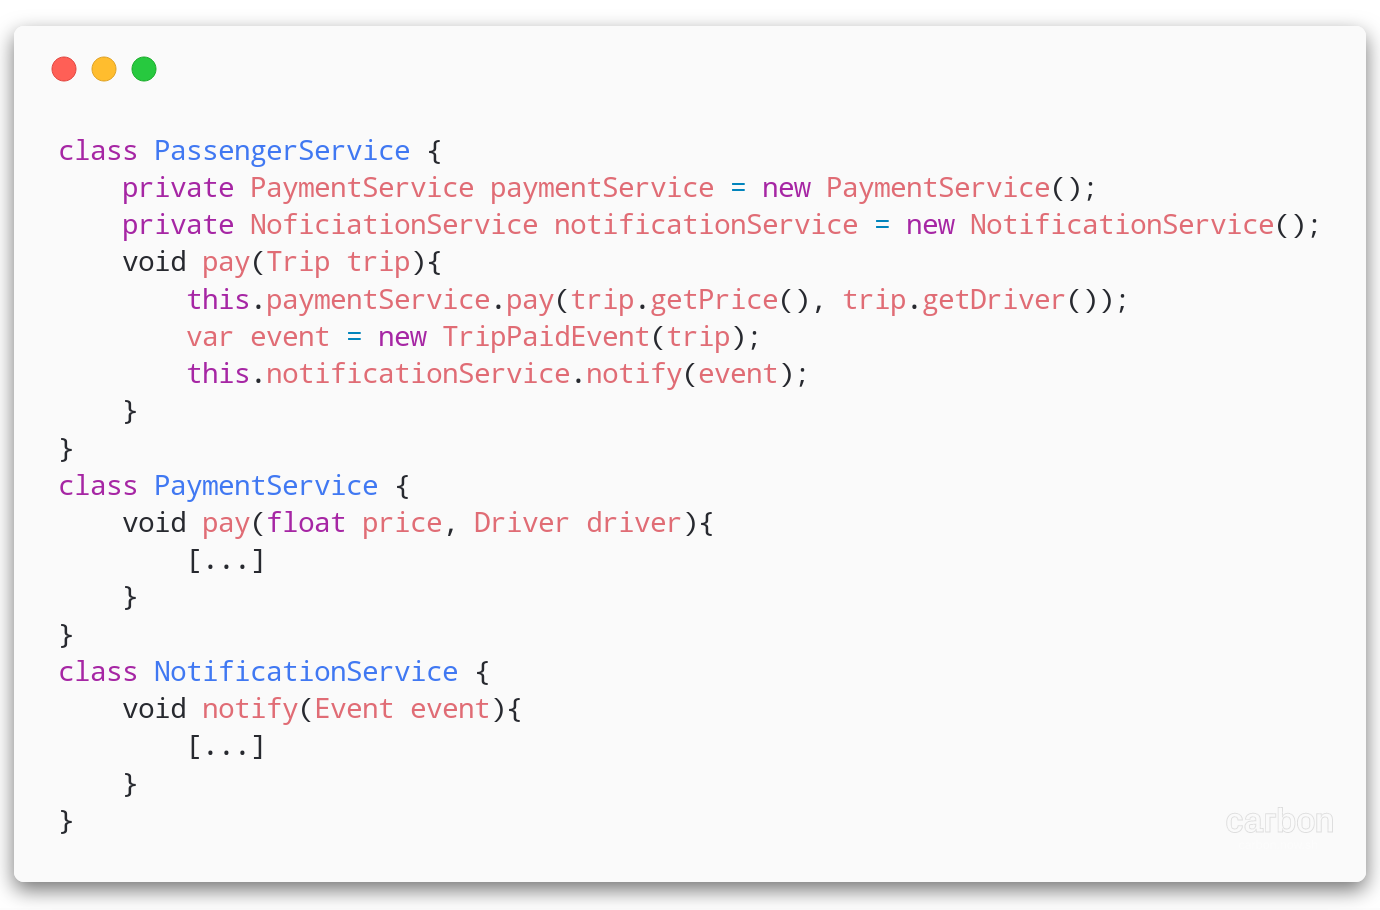 class PassengerService {
    private PaymentService paymentService = new PaymentService();
    private NoficiationService notificationService = new NotificationService();
    void pay(Trip trip){
        this.paymentService.pay(trip.getPrice(), trip.getDriver());
        var event = new TripPaidEvent(trip);
        this.notificationService.notify(event);
    }
}
class PaymentService {
    void pay(float price, Driver driver){
        [...]
    }
}
class NotificationService {
    void notify(Event event){
        [...]
    }
}
carbon